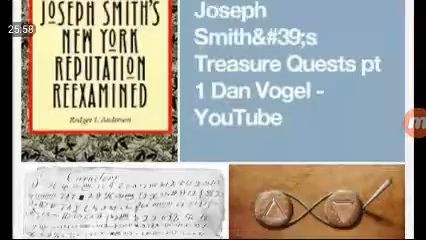 25:58
JOSEPH SMITH'S
NEW YORK
REPUTATION
REEXAMINED
Rodger I. Anderson
Joseph
Smith&#39;s
Treasure Quests pt
1 Dan Vogel -
YouTube
Caractors